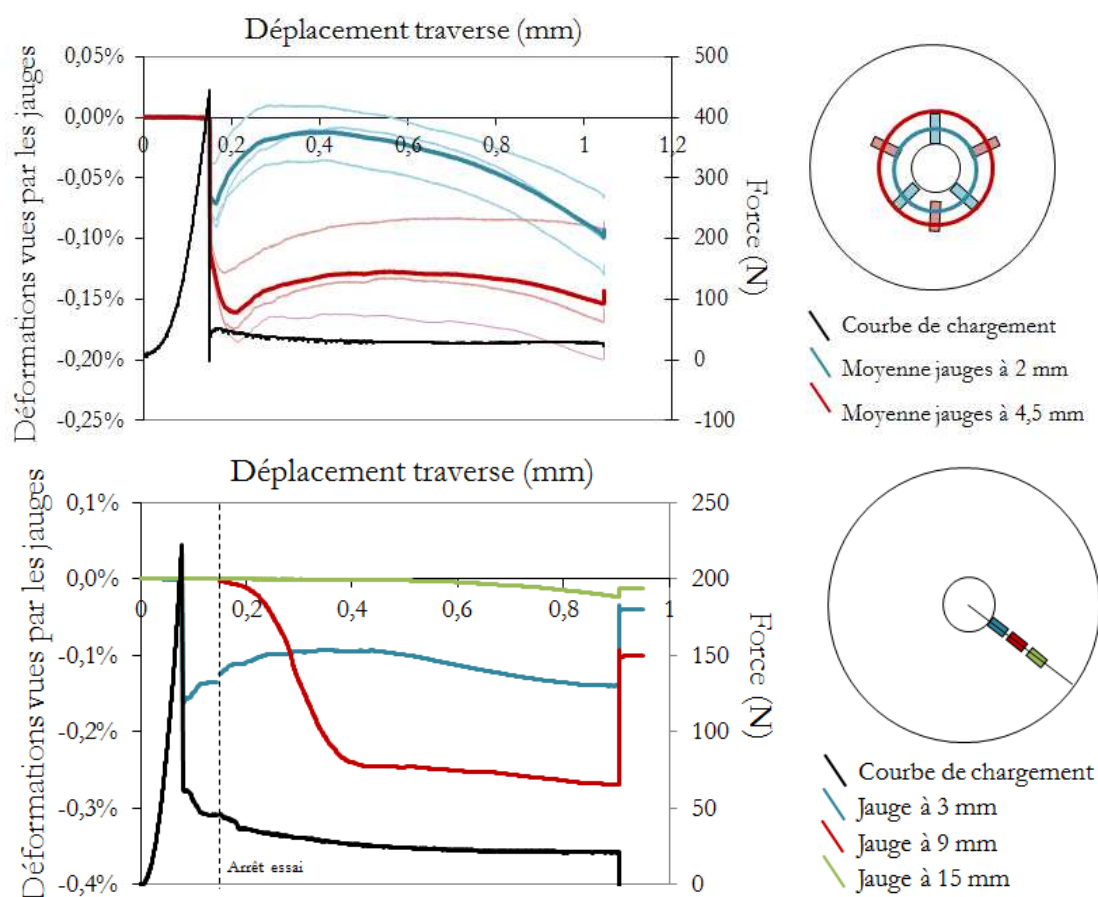 Déplacement traverse (mm)
Déformations vues par les jauges
0,05%
0,00%
-0,05%
-0,10%
-0,15%
-0,20%
-0,25%
0
0,2
0,4
0,6
0,8
1
1,2
500
400
300
200
100
0
-100
Force (N)
Courbe de chargement
Moyenne jauges à 2 mm
Moyenne jauges à 4,5 mm
Déplacement traverse (mm)
Déformations vues par les jauges
0,1%
0,0%
-0,1%
-0,2%
-0,3%
-0,4%
0
0,2
0,4
0,6
0,8
1
250
200
150
100
50
0
Force (N)
Arrêt essai
Courbe de chargement
Jauge à 3 mm
Jauge à 9 mm
Jauge à 15 mm